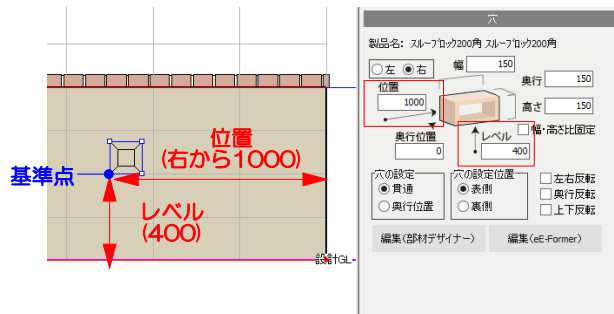 位置
(右から1000)
基準点
レベル
(400)
設計GL
穴
製品名: スルーブロック200角 スルーブロック200角
左 右
幅 150
奥行 150
位置
1000
高さ 150
幅・高さ比固定
奥行位置
0
レベル
400
穴の設定
貫通
奥行位置
穴の設定位置
表側
裏側
左右反転
奥行反転
上下反転
編集(部材デザイナー)
編集(eE-Former)